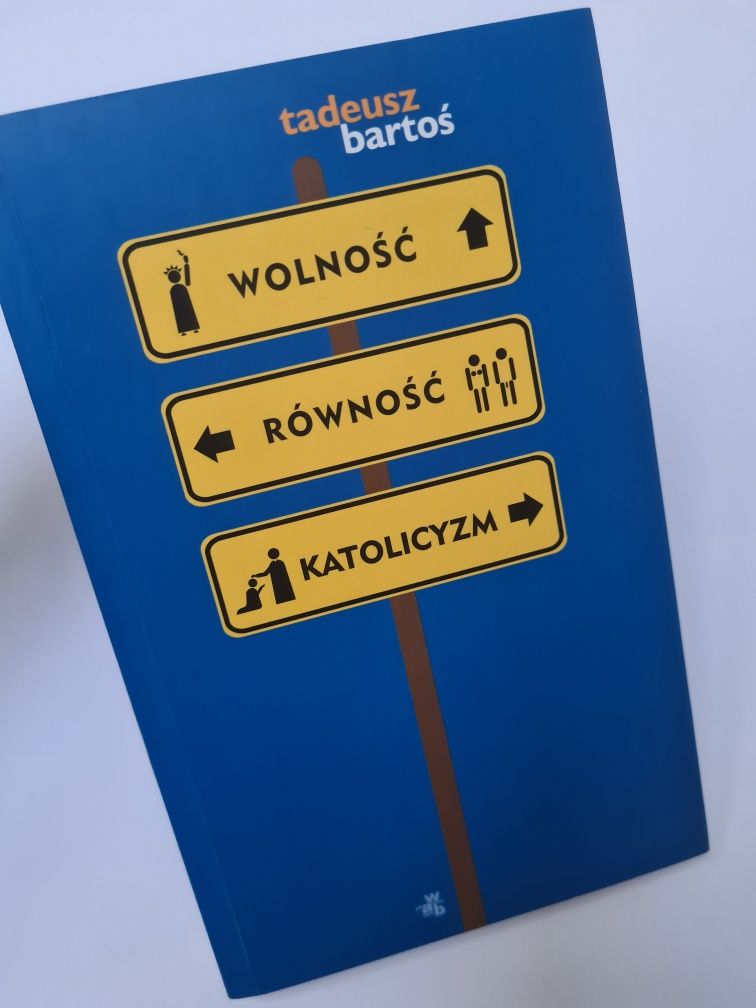 tadeusz
bartoś
WOLNOŚĆ
RÓWNOŚĆ
KATOLICYZM
w
a b